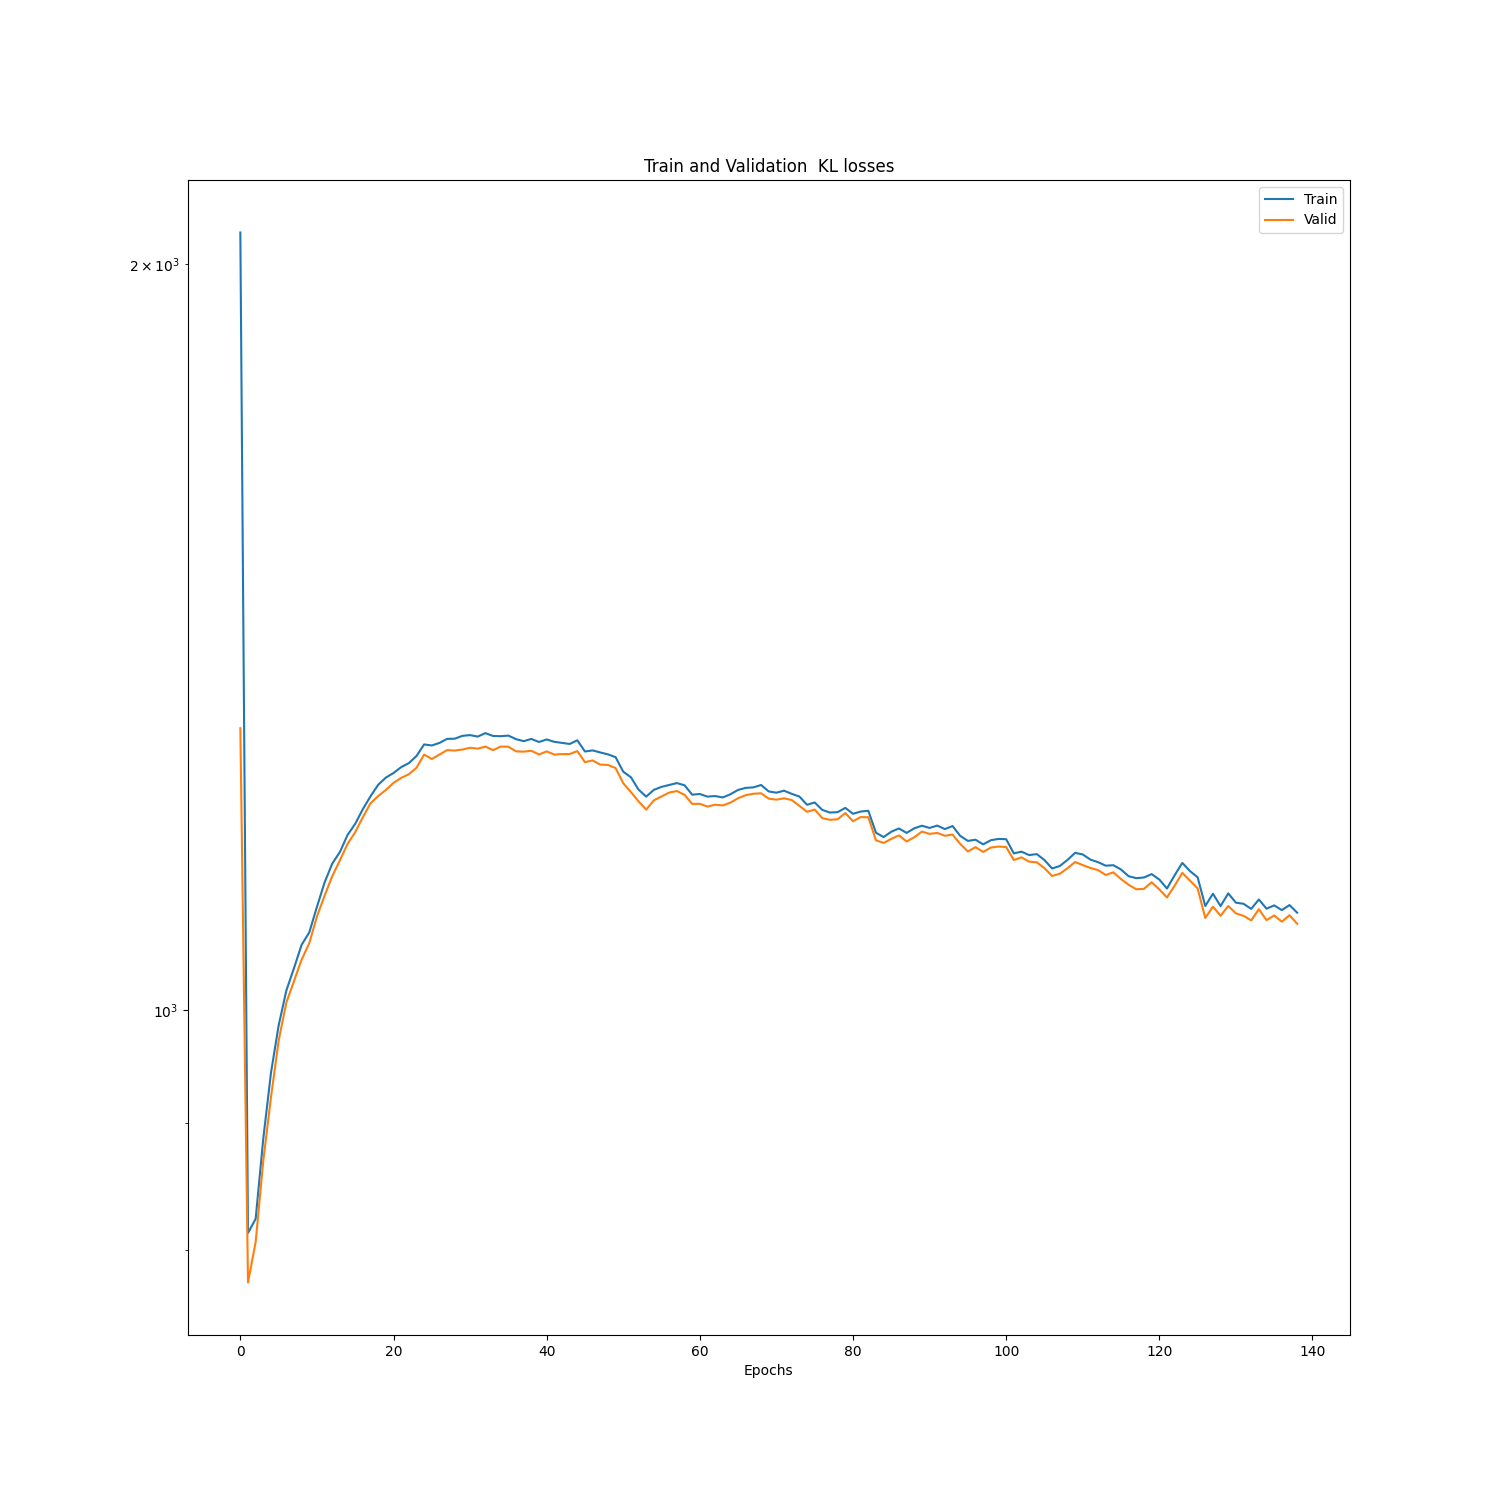 Train and Validation  KL losses
Train
Valid
2 × 10³
10³
0 20 40 60 80 100 120 140
Epochs